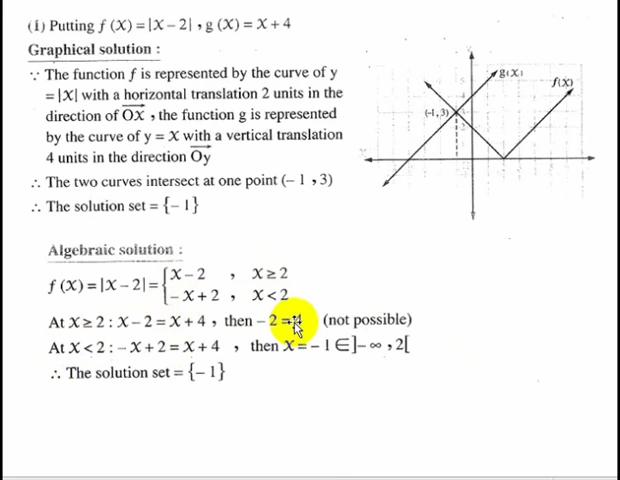 (i) Putting f (X) = |X − 2| , g (X) = X + 4
Graphical solution :
∵ The function f is represented by the curve of y
= |X| with a horizontal translation 2 units in the
direction of OX⃗ , the function g is represented
by the curve of y = X with a vertical translation
4 units in the direction Oy⃗
∴ The two curves intersect at one point (− 1 , 3)
∴ The solution set = {− 1}
g(X)
f(X)
(-1, 3)
Algebraic solution :
f (X) = |X − 2| = { X − 2 , X ≥ 2
− X + 2 , X < 2
At X ≥ 2 : X − 2 = X + 4 , then − 2 = 4 (not possible)
At X < 2 : − X + 2 = X + 4 , then X = − 1 ∈ ]− ∞ , 2[
∴ The solution set = {− 1}